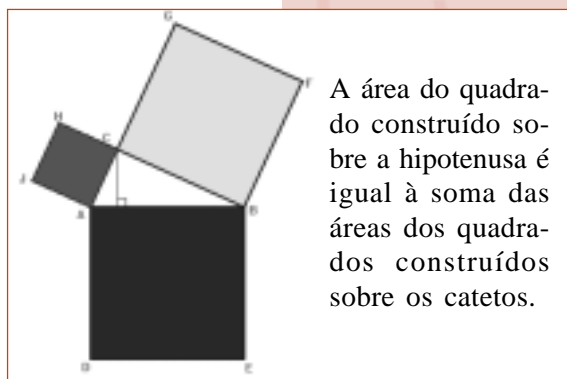 G
F
H
C
J
A
B
D
E
A área do quadra-
do construído so-
bre a hipotenusa é
igual à soma das
áreas dos quadra-
dos construídos
sobre os catetos.